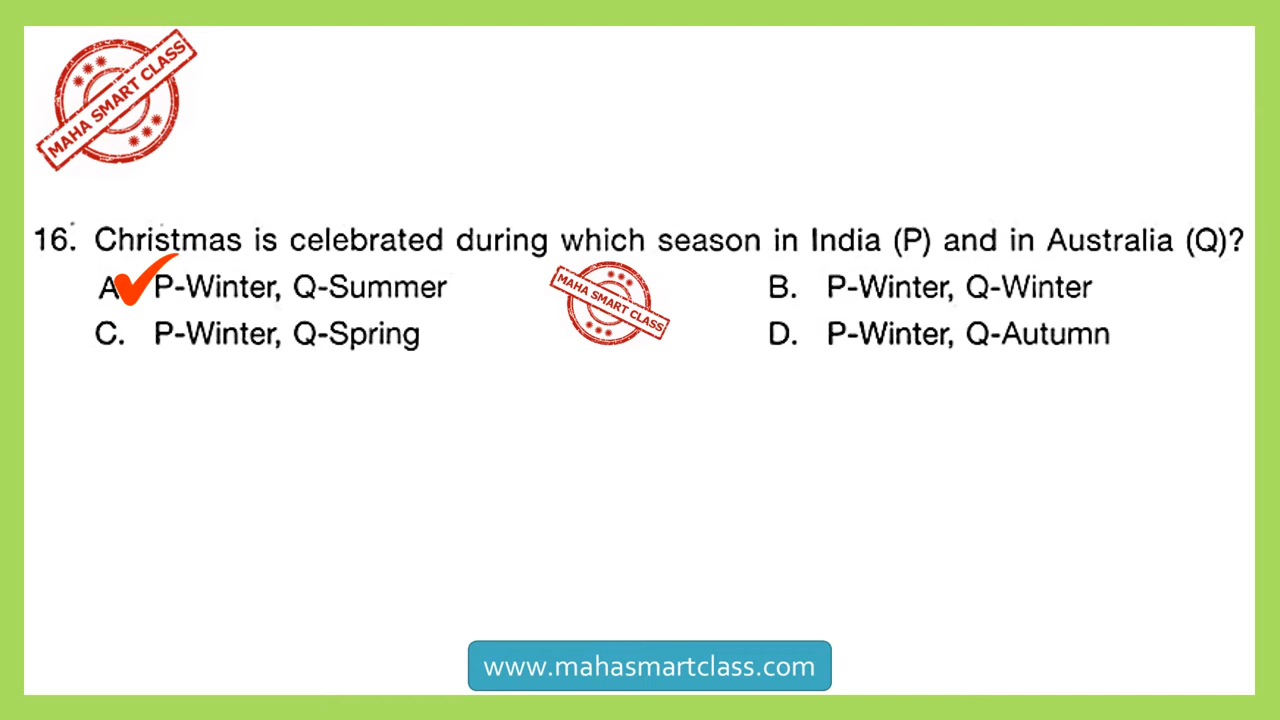 MAHA SMART CLASS
16. Christmas is celebrated during which season in India (P) and in Australia (Q)?
A. P-Winter, Q-Summer
B. P-Winter, Q-Winter
MAHA SMART CLASS
C. P-Winter, Q-Spring
D. P-Winter, Q-Autumn
www.mahasmartclass.com